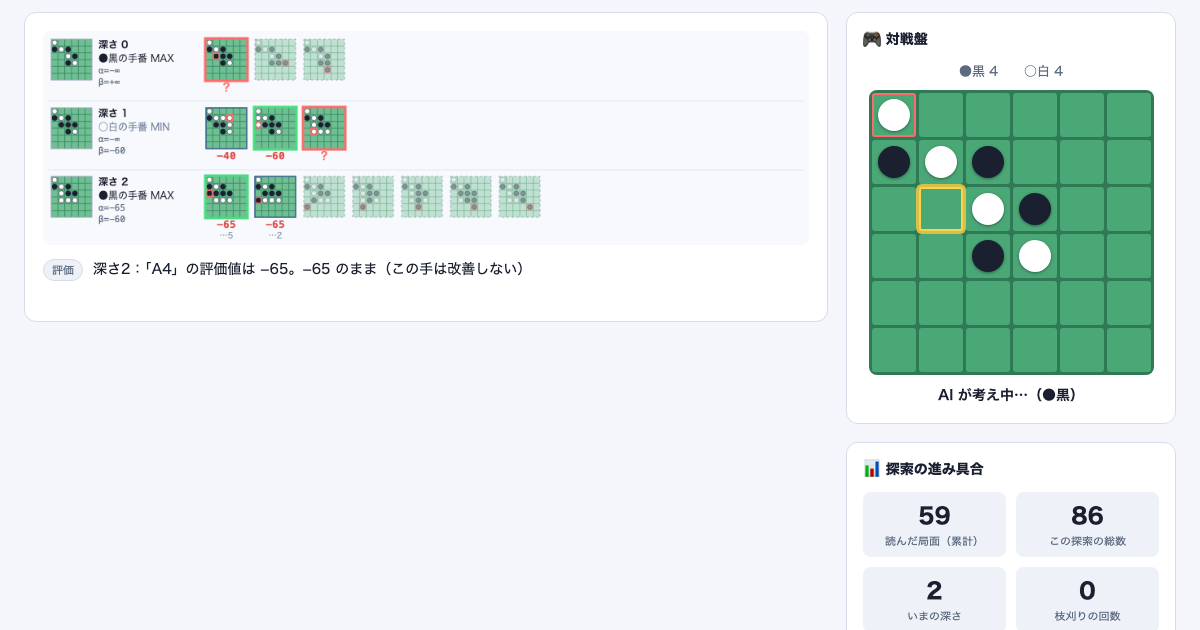 深さ 0
●黒の手番 MAX
α=−∞
β=+∞
?
深さ 1
○白の手番 MIN
α=−∞
β=−60
−40
−60
?
深さ 2
●黒の手番 MAX
α=−65
β=−60
−65
…5
−65
…2
評価
深さ2：「A4」の評価値は −65。−65 のまま（この手は改善しない）
🎮 対戦盤
●黒 4
○白 4
AI が考え中…（●黒）
📊 探索の進み具合
59
読んだ局面（累計）
86
この探索の総数
2
いまの深さ
0
枝刈りの回数